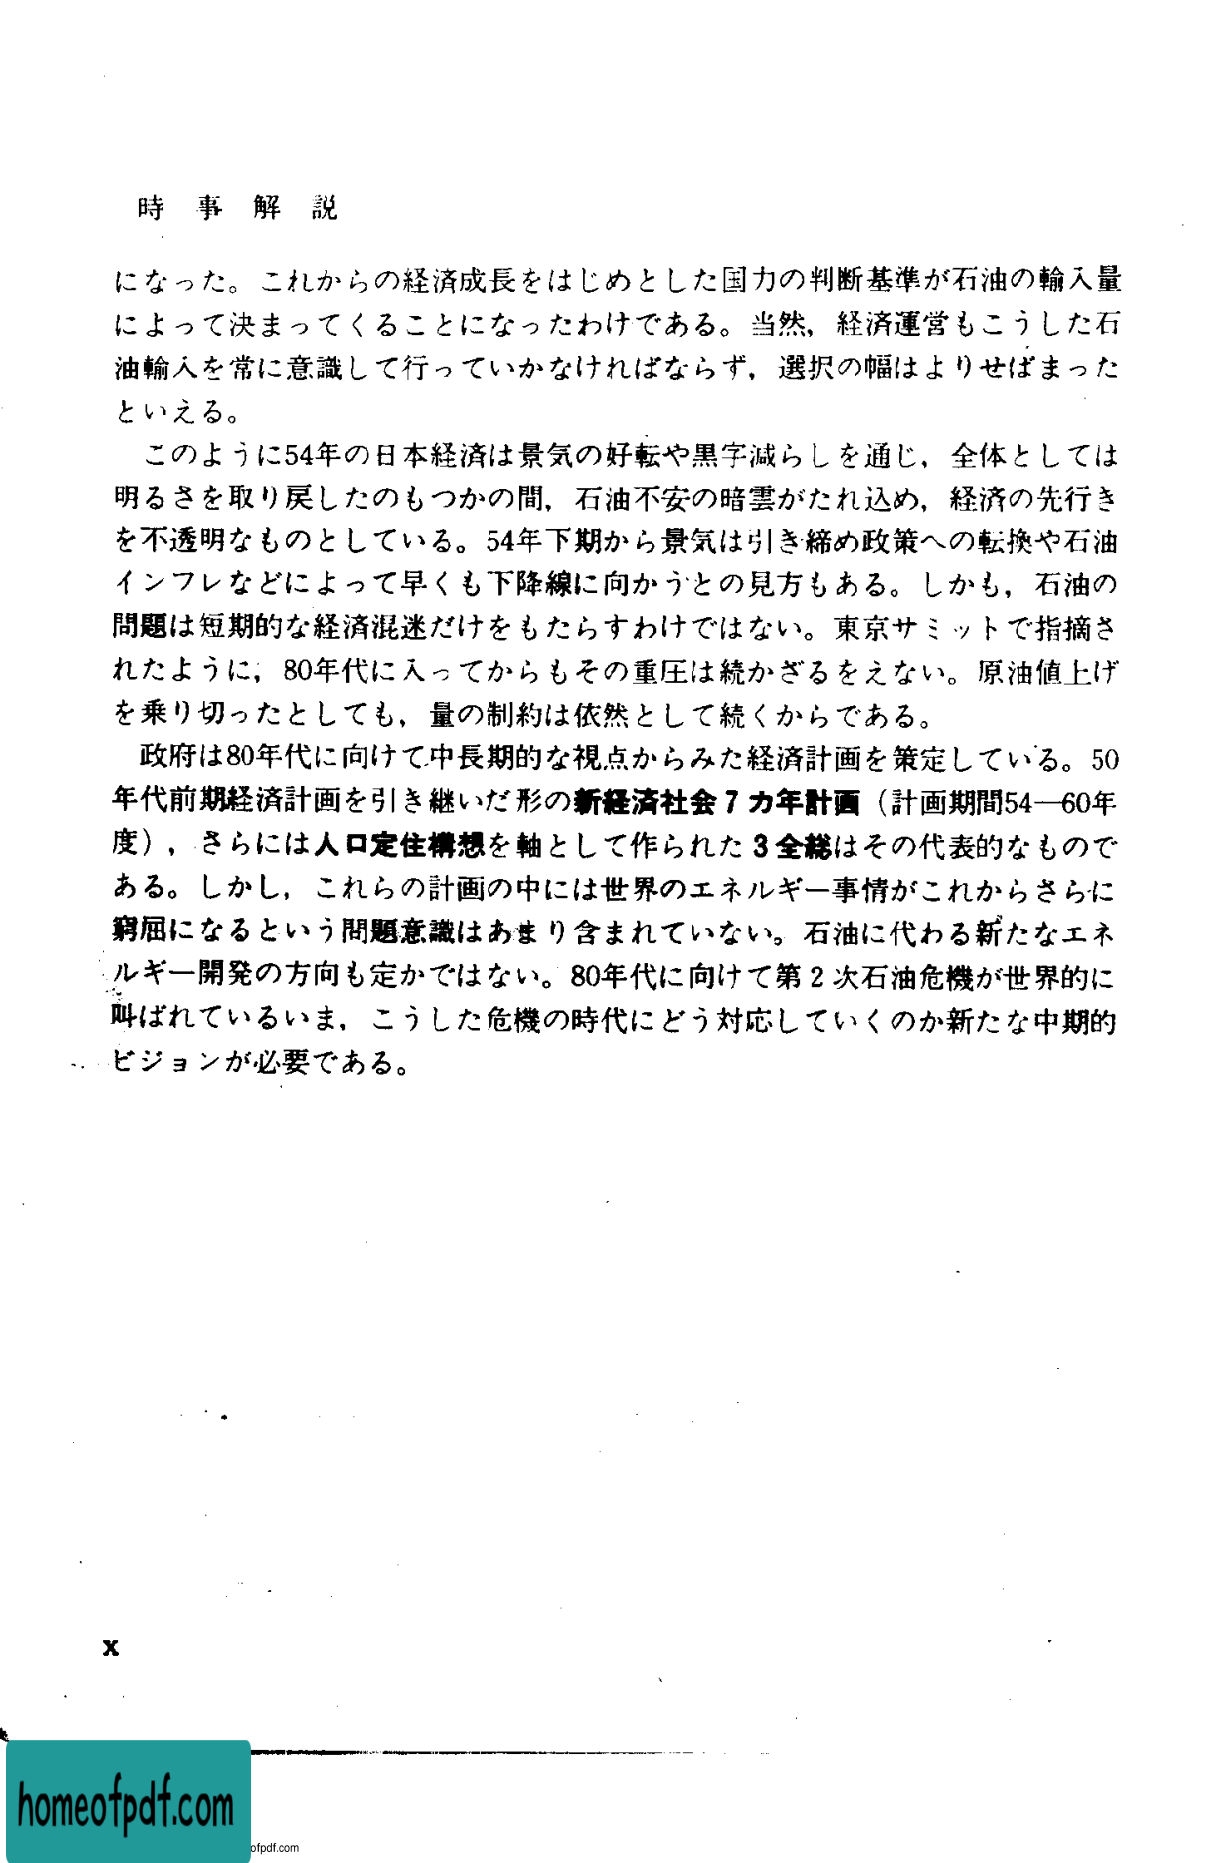 時事解説
になった。これからの経済成長をはじめとした国力の判断基準が石油の輸入量
によって決まってくることになったわけである。当然，経済運営もこうした石
油輸入を常に意識して行っていかなければならず，選択の幅はよりせばまった
といえる。
このように54年の日本経済は景気の好転や黒字減らしを通じ，全体としては
明るさを取り戻したのもつかの間，石油不安の暗雲がたれ込め，経済の先行き
を不透明なものとしている。54年下期から景気は引き締め政策への転換や石油
インフレなどによって早くも下降線に向かうとの見方もある。しかも，石油の
問題は短期的な経済混迷だけをもたらすわけではない。東京サミットで指摘さ
れたように，80年代に入ってからもその重圧は続かざるをえない。原油値上げ
を乗り切ったとしても，量の制約は依然として続くからである。
政府は80年代に向けて中長期的な視点からみた経済計画を策定している。50
年代前期経済計画を引き継いだ形の新経済社会7カ年計画（計画期間54―60年
度），さらには人口定住構想を軸として作られた3全総はその代表的なもので
ある。しかし，これらの計画の中には世界のエネルギー事情がこれからさらに
窮屈になるという問題意識はあまり含まれていない。石油に代わる新たなエネ
ルギー開発の方向も定かではない。80年代に向けて第2次石油危機が世界的に
叫ばれているいま，こうした危機の時代にどう対応していくのか新たな中期的
ビジョンが必要である。
x
homeofpdf.com
ofpdf.com